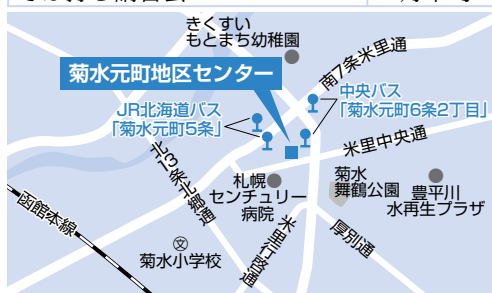 きくすい
もとまち幼稚園
菊水元町地区センター
南7条米里通
中央バス
「菊水元町6条2丁目」
JR北海道バス
「菊水元町5条」
米里中央通
北13条北郷通
札幌
センチュリー
病院
菊水
舞鶴公園
豊平川
水再生プラザ
函館本線
文
菊水小学校
米里行啓通
厚別通